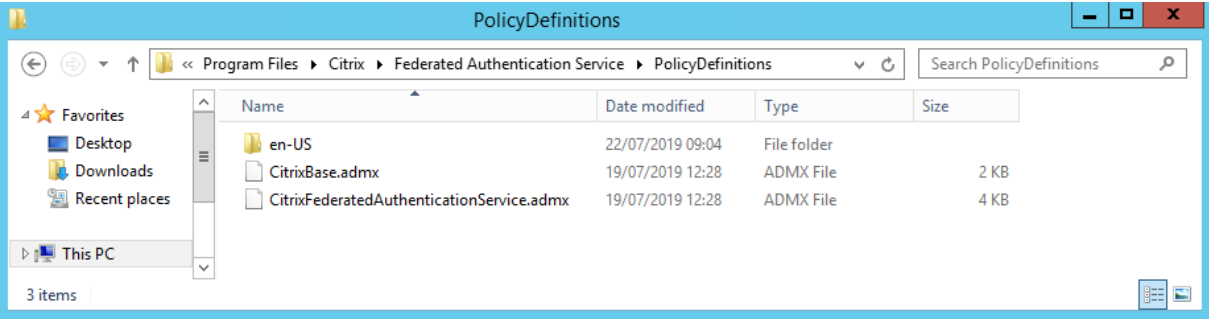 PolicyDefinitions
« Program Files Citrix Federated Authentication Service PolicyDefinitions
Search PolicyDefinitions
Favorites
Desktop
Downloads
Recent places
This PC
Name Date modified Type Size
en-US 22/07/2019 09:04 File folder
CitrixBase.admx 19/07/2019 12:28 ADMX File 2 KB
CitrixFederatedAuthenticationService.admx 19/07/2019 12:28 ADMX File 4 KB
3 items